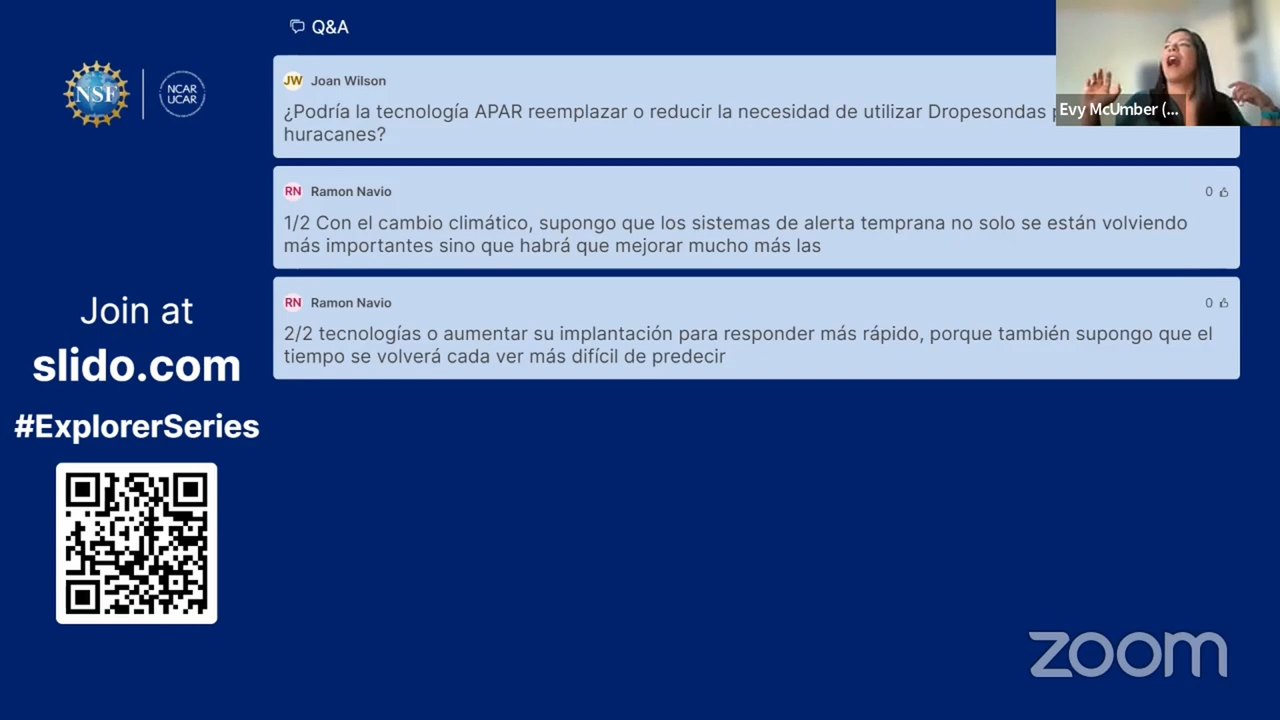 Q&A
JW Joan Wilson
¿Podría la tecnología APAR reemplazar o reducir la necesidad de utilizar Dropesondas
huracanes?
Evy McUmber (...
NSF
NCAR
UCAR
RN Ramon Navio 0
1/2 Con el cambio climático, supongo que los sistemas de alerta temprana no solo se están volviendo
más importantes sino que habrá que mejorar mucho más las
RN Ramon Navio 0
2/2 tecnologías o aumentar su implantación para responder más rápido, porque también supongo que el
tiempo se volverá cada ver más difícil de predecir
Join at
slido.com
#ExplorerSeries
zoom